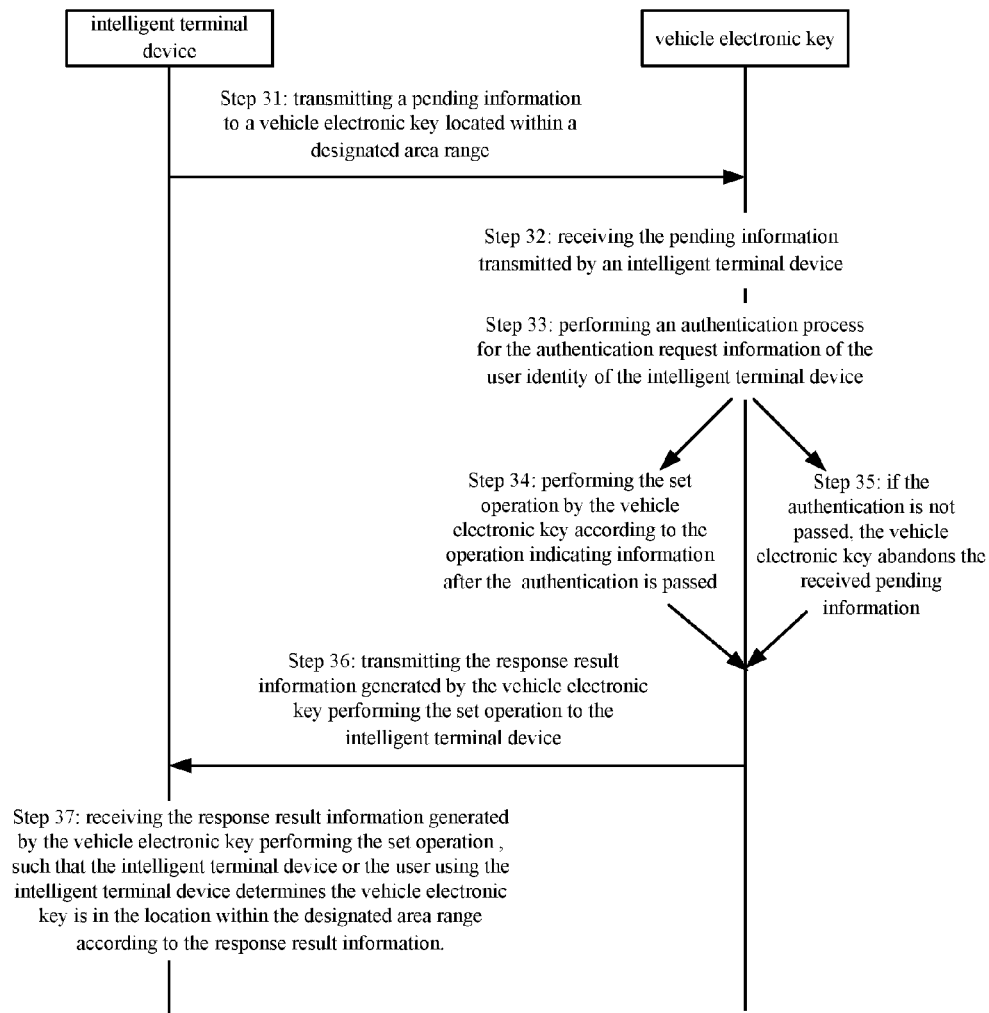 intelligent terminal
device
vehicle electronic key
Step 31: transmitting a pending information
to a vehicle electronic key located within a
designated area range
Step 32: receiving the pending information
transmitted by an intelligent terminal device
Step 33: performing an authentication process
for the authentication request information of the
user identity of the intelligent terminal device
Step 34: performing the set
operation by the vehicle
electronic key according to the
operation indicating information
after the authentication is passed
Step 35: if the
authentication is not
passed, the vehicle
electronic key abandons the
received pending
information
Step 36: transmitting the response result
information generated by the vehicle electronic
key performing the set operation to the
intelligent terminal device
Step 37: receiving the response result information generated
by the vehicle electronic key performing the set operation ,
such that the intelligent terminal device or the user using the
intelligent terminal device determines the vehicle electronic
key is in the location within the designated area range
according to the response result information.